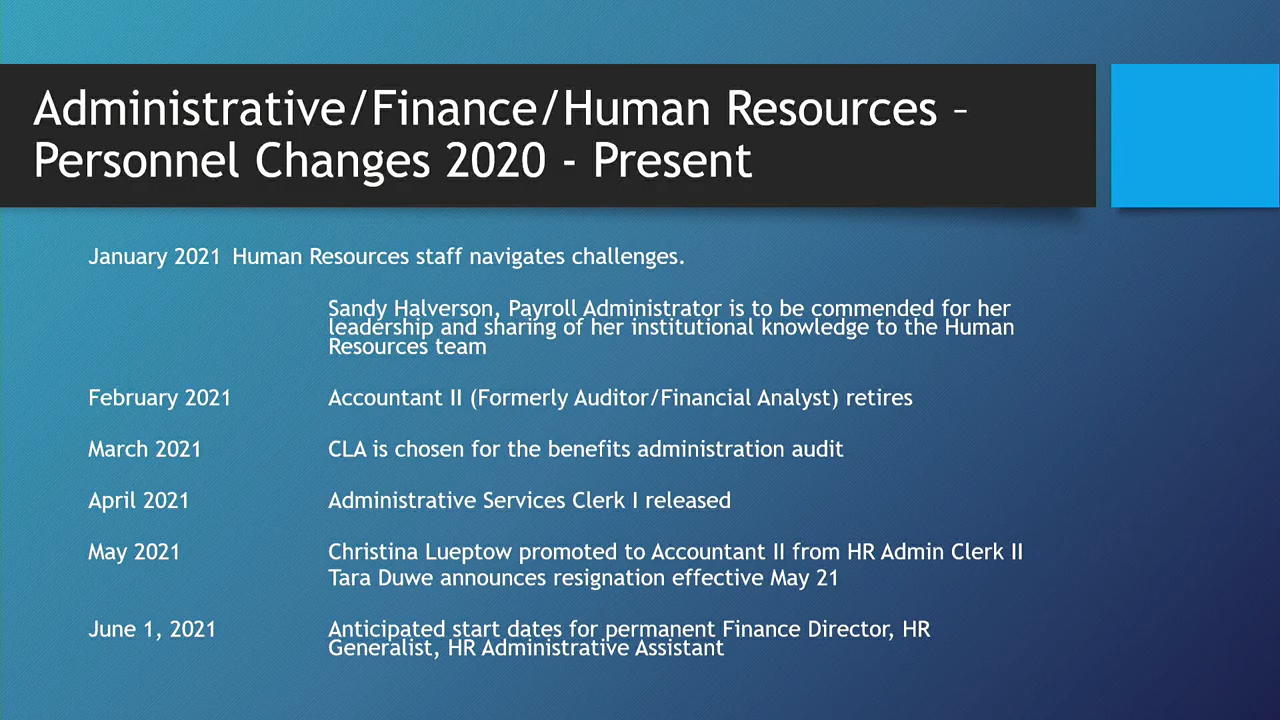 Administrative/Finance/Human Resources –
Personnel Changes 2020 - Present
January 2021 Human Resources staff navigates challenges.
Sandy Halverson, Payroll Administrator is to be commended for her
leadership and sharing of her institutional knowledge to the Human
Resources team
February 2021 Accountant II (Formerly Auditor/Financial Analyst) retires
March 2021 CLA is chosen for the benefits administration audit
April 2021 Administrative Services Clerk I released
May 2021 Christina Lueptow promoted to Accountant II from HR Admin Clerk II
Tara Duwe announces resignation effective May 21
June 1, 2021 Anticipated start dates for permanent Finance Director, HR
Generalist, HR Administrative Assistant